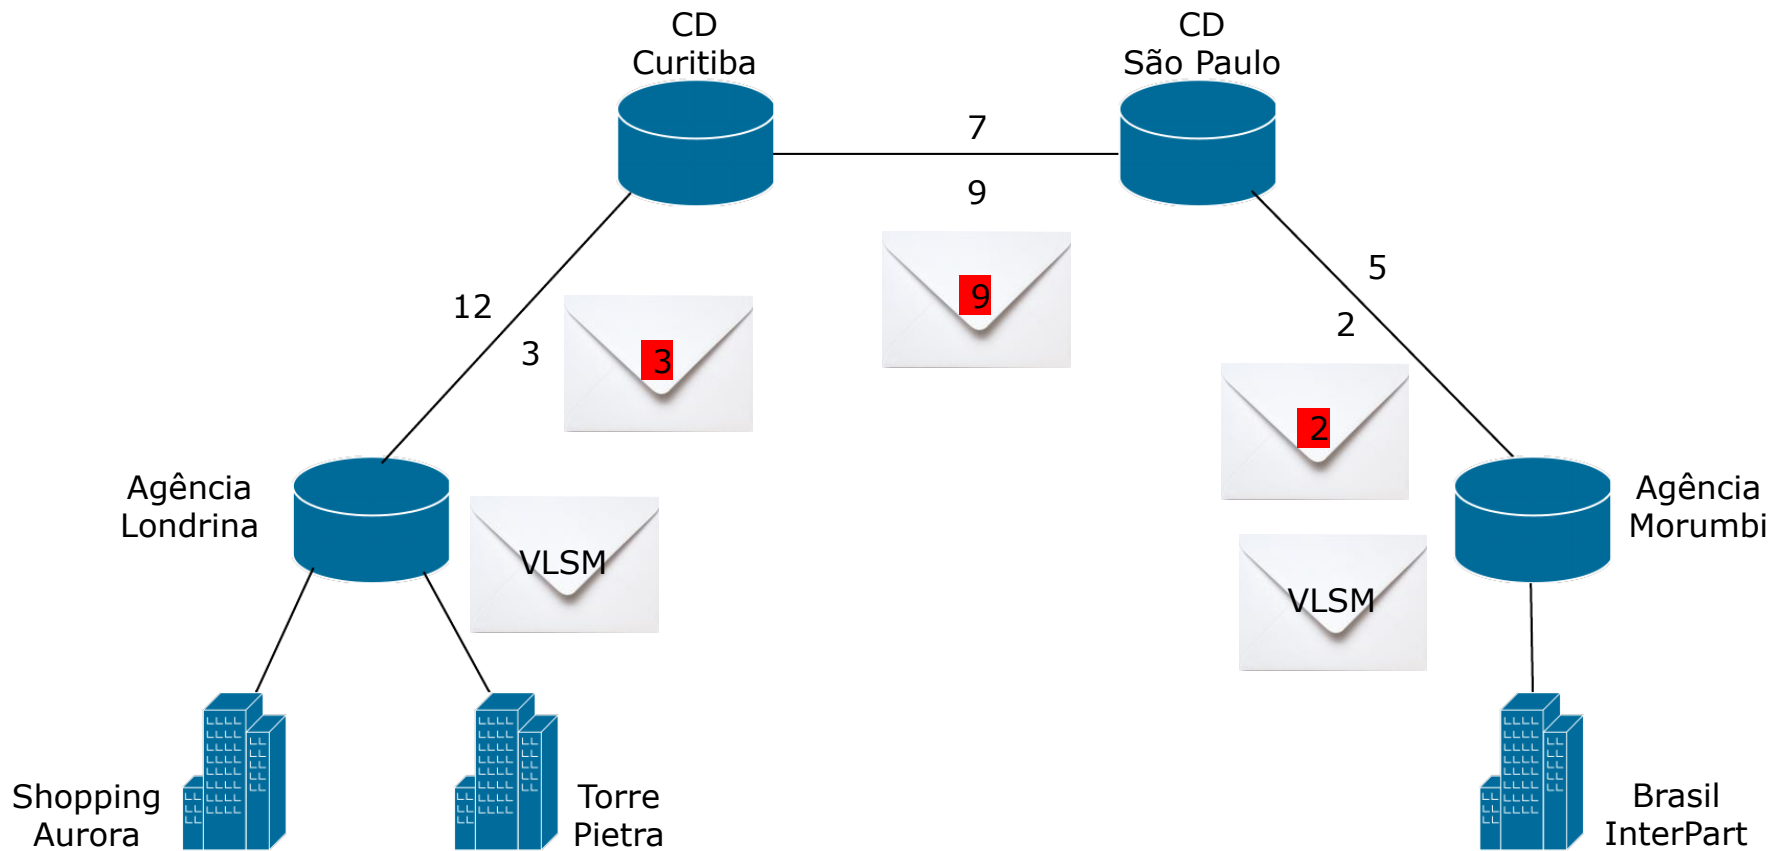 CD
Curitiba
CD
São Paulo
7
9
9
12
3
3
5
2
2
Agência
Londrina
VLSM
VLSM
Agência
Morumbi
Shopping
Aurora
Torre
Pietra
Brasil
InterPart